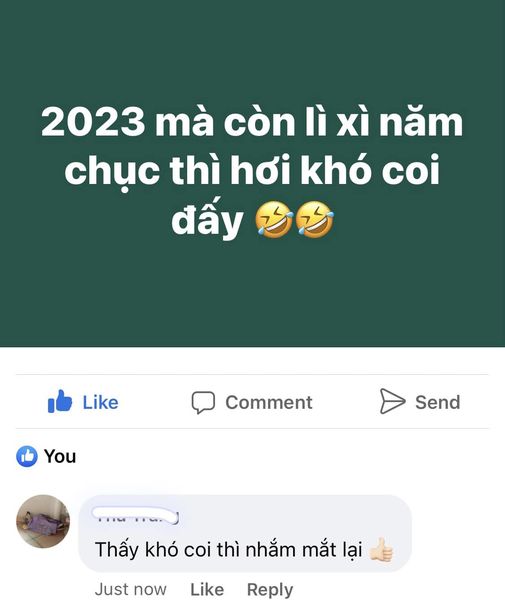 2023 mà còn lì xì năm
chục thì hơi khó coi
đấy 🤣🤣
Like
Comment
Send
You
Thấy khó coi thì nhắm mắt lại 👍🏻
Just now Like Reply